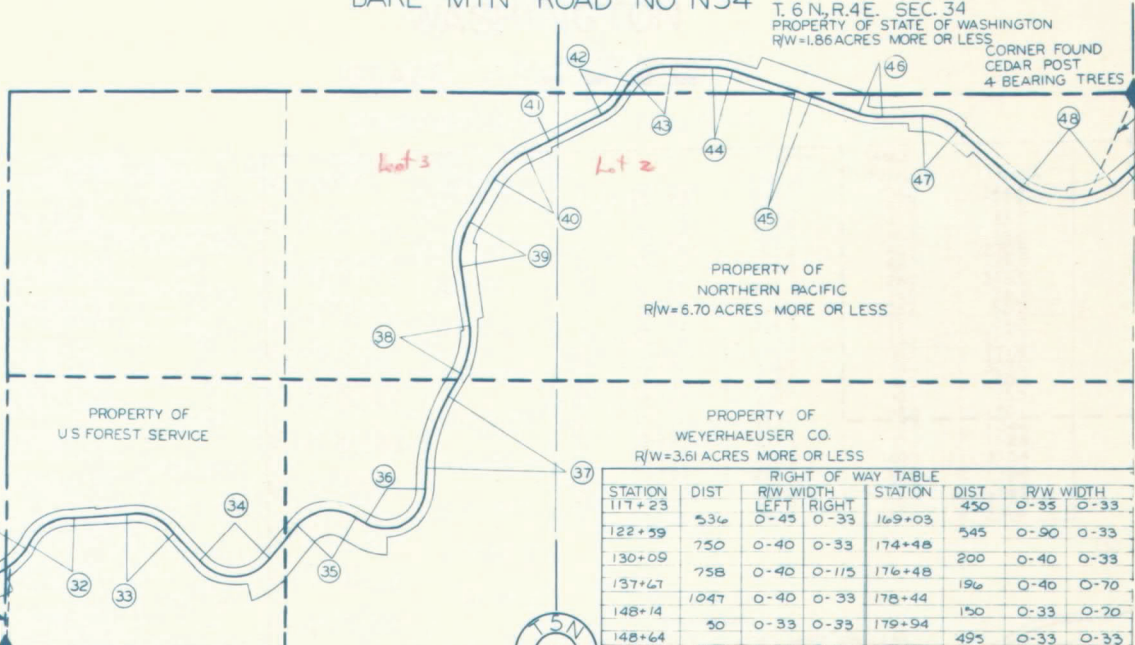 BARE MTN ROAD NO N54
T. 6 N., R. 4 E. SEC. 34
PROPERTY OF STATE OF WASHINGTON
R/W=1.86 ACRES MORE OR LESS
CORNER FOUND
CEDAR POST
4 BEARING TREES
42
46
41
43
44
48
Lot 3
Lot 2
47
40
45
39
PROPERTY OF
NORTHERN PACIFIC
R/W=6.70 ACRES MORE OR LESS
38
PROPERTY OF
U S FOREST SERVICE
PROPERTY OF
WEYERHAEUSER CO.
R/W=3.61 ACRES MORE OR LESS
37
36
34
35
32
33
RIGHT OF WAY TABLE
STATION DIST R/W WIDTH STATION DIST R/W WIDTH
LEFT RIGHT
117+23 450 0-35 0-33
536 0-45 0-33 169+03
122+59 545 0-90 0-33
750 0-40 0-33 174+48
130+09 200 0-40 0-33
758 0-40 0-115 176+48
137+67 196 0-40 0-70
1047 0-40 0-33 178+44
148+14 150 0-33 0-70
50 0-33 0-33 179+94
148+64 495 0-33 0-33
T5N